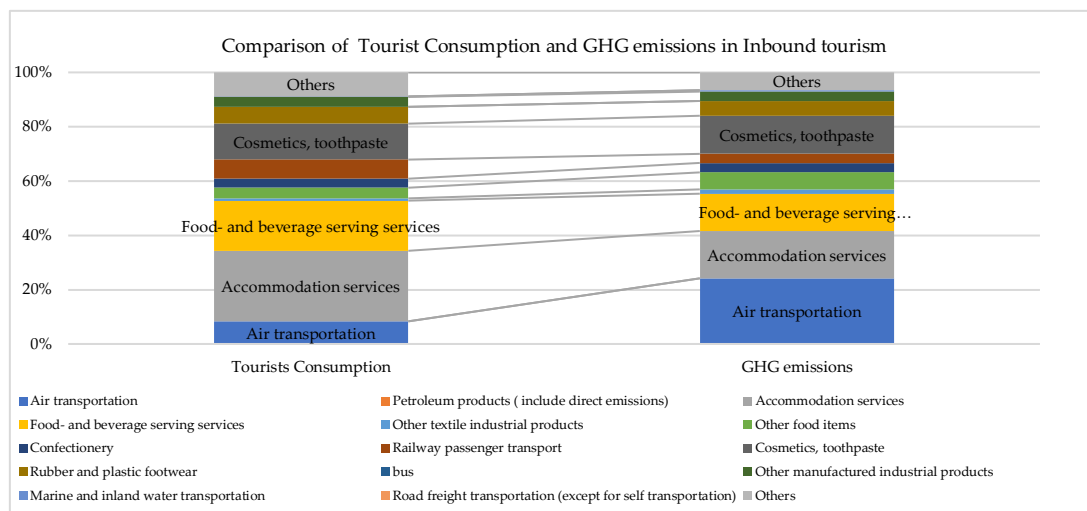 Comparison of Tourist Consumption and GHG emissions in Inbound tourism
100%
80%
60%
40%
20%
0%
Others
Cosmetics, toothpaste
Food- and beverage serving services
Accommodation services
Air transportation
Others
Cosmetics, toothpaste
Food- and beverage serving…
Accommodation services
Air transportation
Tourists Consumption
GHG emissions
Air transportation
Petroleum products ( include direct emissions)
Accommodation services
Food- and beverage serving services
Other textile industrial products
Other food items
Confectionery
Railway passenger transport
Cosmetics, toothpaste
Rubber and plastic footwear
bus
Other manufactured industrial products
Marine and inland water transportation
Road freight transportation (except for self transportation)
Others